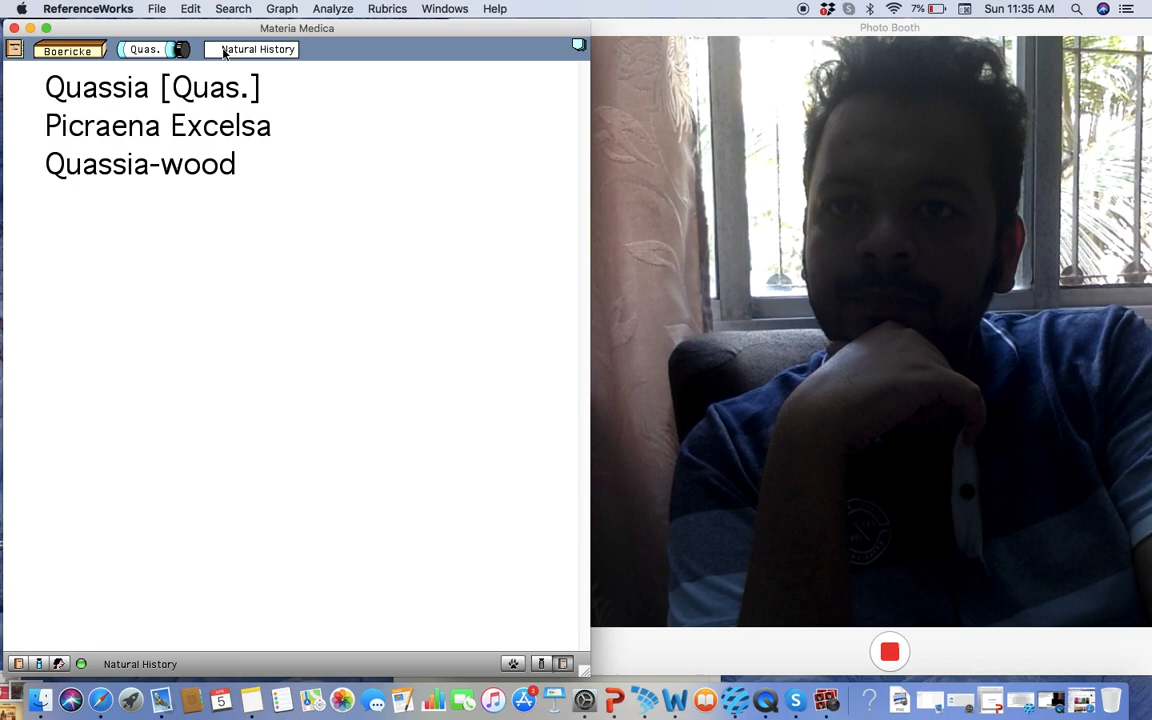 ReferenceWorks File Edit Search Graph Analyze Rubrics Windows Help 7% Sun 11:35 AM
Materia Medica
Photo Booth
Boericke Quas. Natural History
Quassia [Quas.]
Picraena Excelsa
Quassia-wood
Natural History